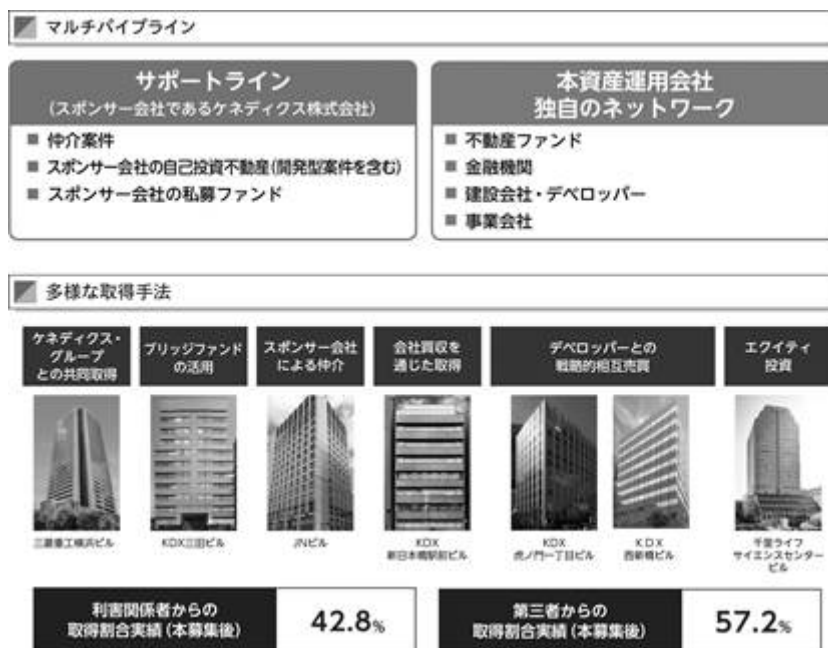 マルチパイプライン
サポートライン
(スポンサー会社であるケネディクス株式会社)
■ 仲介案件
■ スポンサー会社の自己投資不動産(開発型案件を含む)
■ スポンサー会社の私募ファンド
本資産運用会社
独自のネットワーク
■ 不動産ファンド
■ 金融機関
■ 建設会社・デベロッパー
■ 事業会社
多様な取得手法
ケネディクス・
グループ
との共同取得
ブリッジファンド
の活用
スポンサー会社
による仲介
会社買収を
通じた取得
デベロッパーとの
戦略的相互売買
エクイティ
投資
三菱重工横浜ビル
KDX三田ビル
JNビル
KDX
新日本橋駅前ビル
KDX
虎ノ門一丁目ビル
KDX
西新橋ビル
千里ライフ
サイエンスセンター
ビル
利害関係者からの
取得割合実績(本募集後)
42.8%
第三者からの
取得割合実績(本募集後)
57.2%